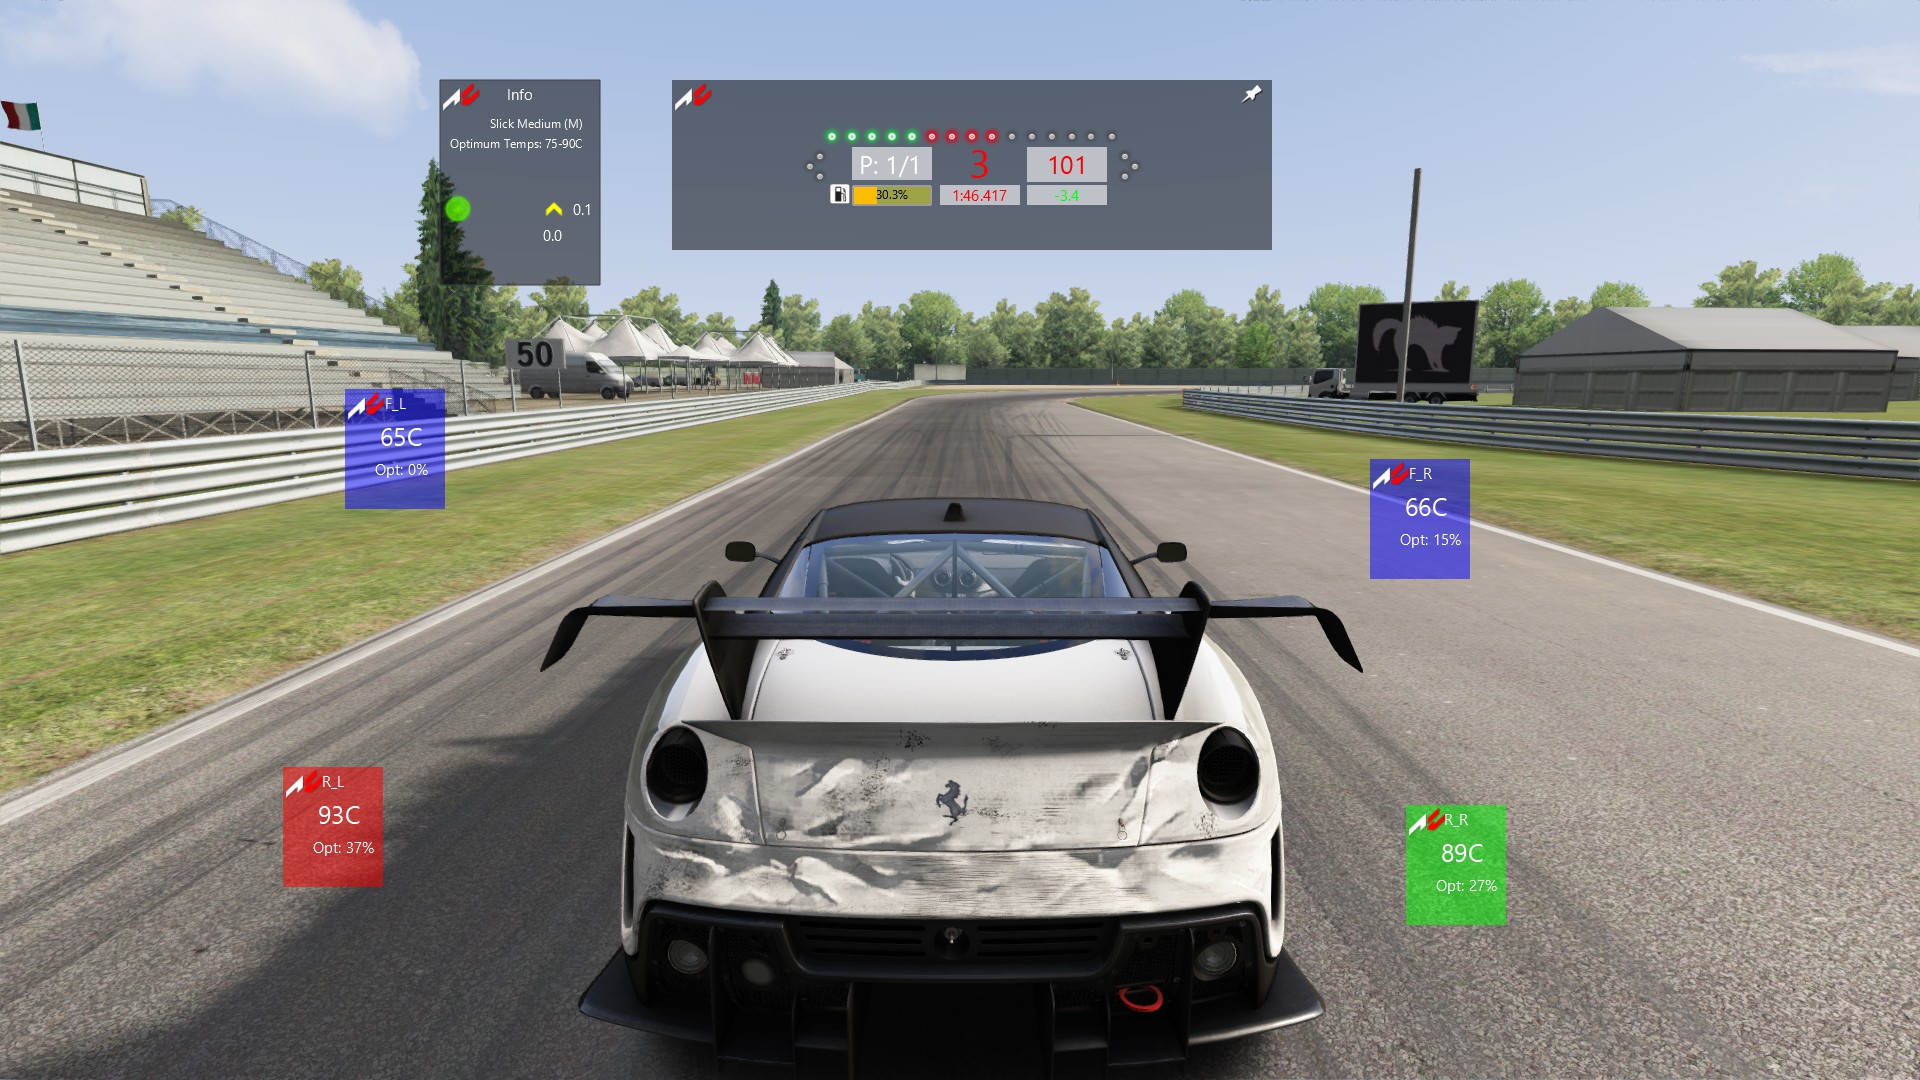 Info
Slick Medium (M)
Optimum Temps: 75-90C
0.1
0.0
P: 1/1
3
101
30.3%
1:46.417
-3.4
50
F_L
65C
Opt: 0%
F_R
66C
Opt: 15%
R_L
93C
Opt: 37%
R_R
89C
Opt: 27%